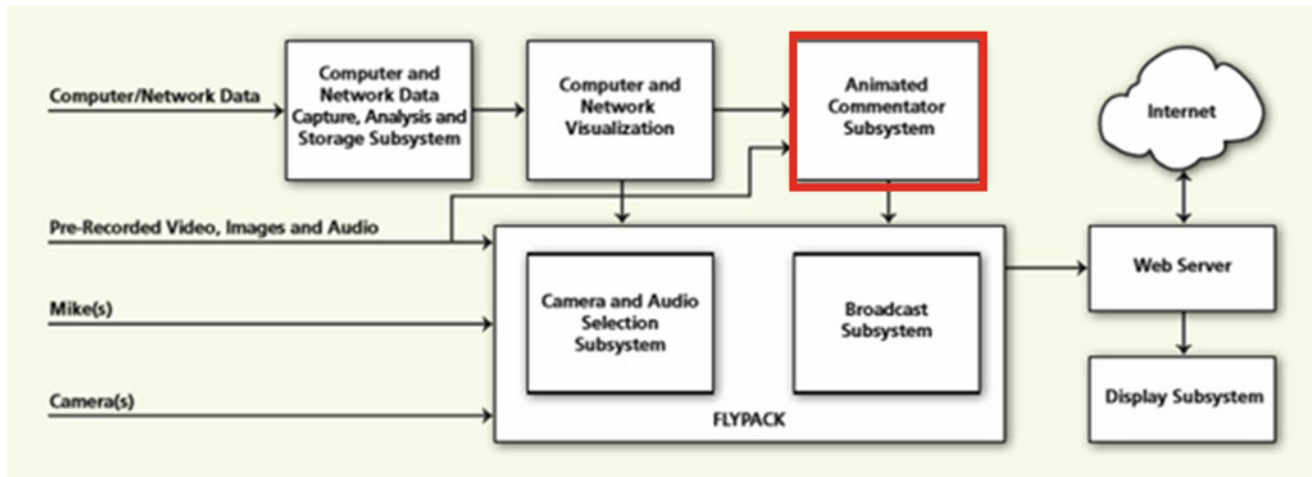 Computer/Network Data
Computer and
Network Data
Capture, Analysis and
Storage Subsystem
Computer and
Network
Visualization
Animated
Commentator
Subsystem
Internet
Pre-Recorded Video, Images and Audio
Mike(s)
Camera(s)
Camera and Audio
Selection
Subsystem
Broadcast
Subsystem
FLYPACK
Web Server
Display Subsystem